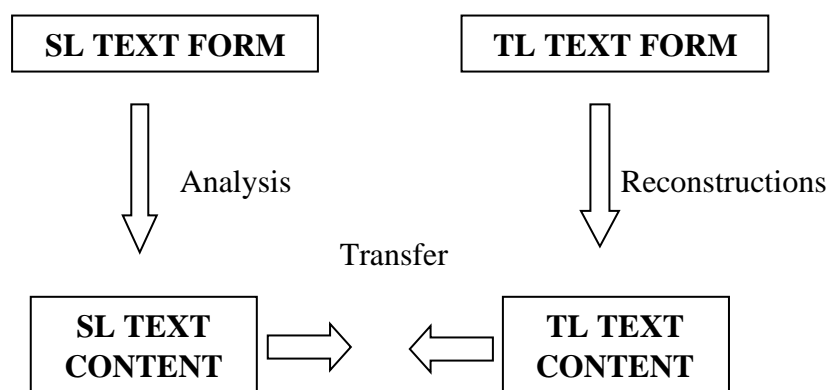 SL TEXT FORM
TL TEXT FORM
Analysis
Reconstructions
Transfer
SL TEXT
CONTENT
TL TEXT
CONTENT